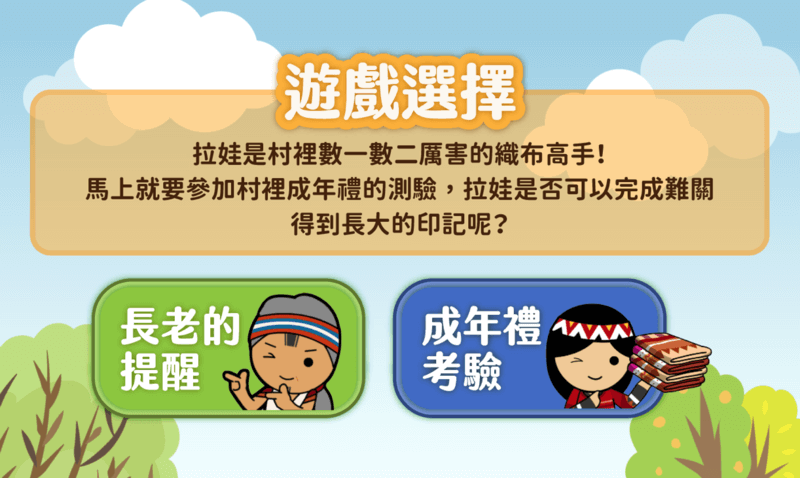 遊戲選擇
拉娃是村裡數一數二厲害的織布高手！
馬上就要參加村裡成年禮的測驗，拉娃是否可以完成難關
得到長大的印記呢？
長老的
提醒
成年禮
考驗